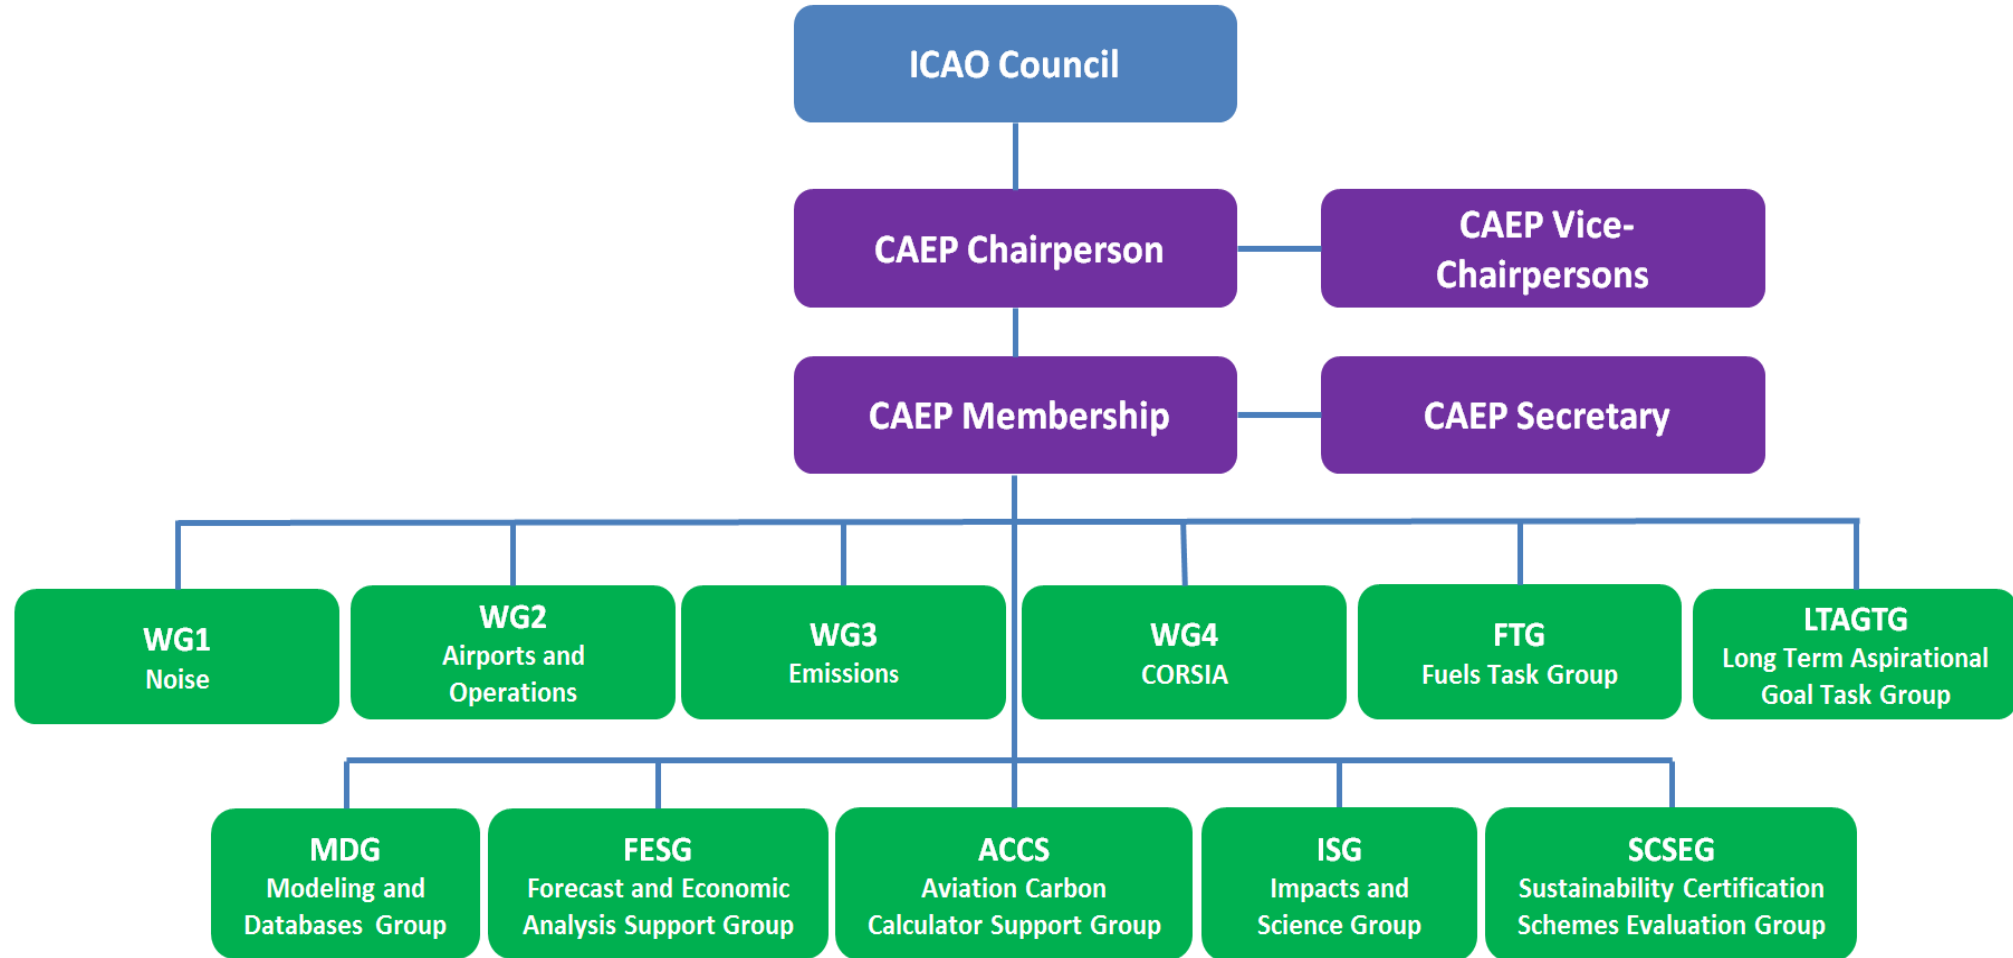 ICAO Council
CAEP Chairperson
CAEP Vice-
Chairpersons
CAEP Membership
CAEP Secretary
WG1
Noise
WG2
Airports and
Operations
WG3
Emissions
WG4
CORSIA
FTG
Fuels Task Group
LTAGTG
Long Term Aspirational
Goal Task Group
MDG
Modeling and
Databases Group
FESG
Forecast and Economic
Analysis Support Group
ACCS
Aviation Carbon
Calculator Support Group
ISG
Impacts and
Science Group
SCSEG
Sustainability Certification
Schemes Evaluation Group